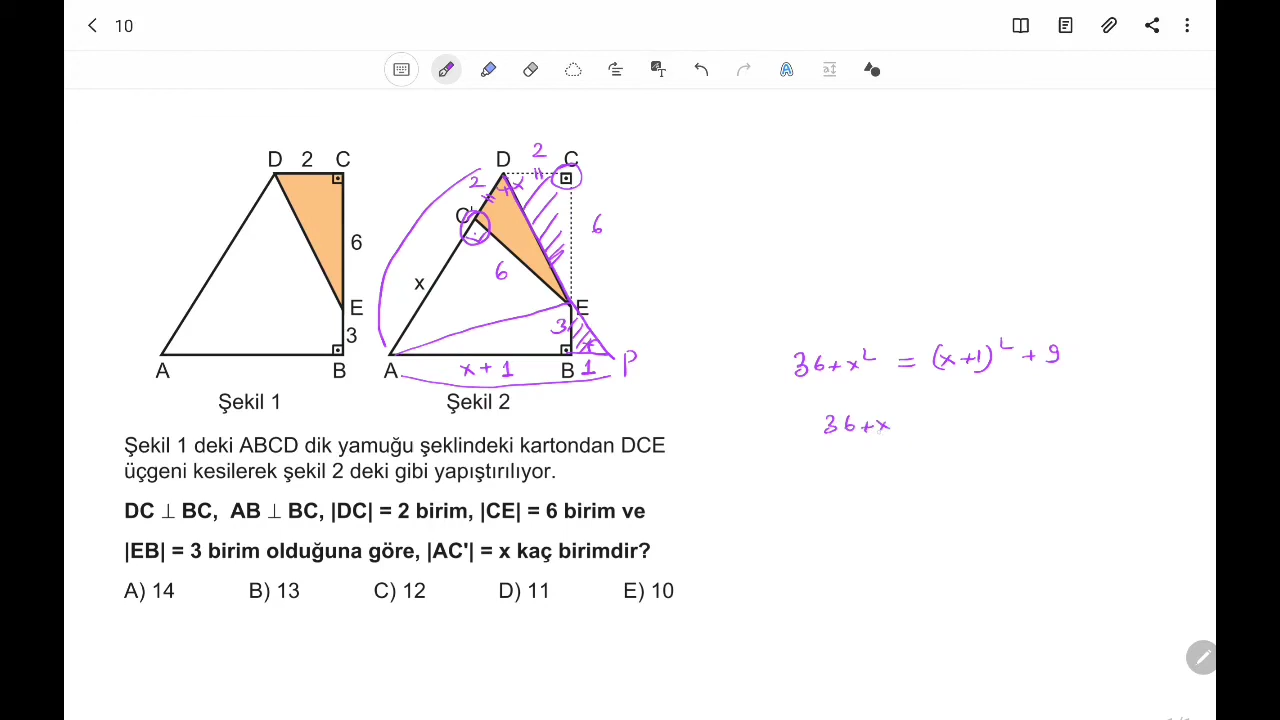 10
D 2 C
6
E
3
A B
Şekil 1
D 2 C
2 x
C'
6
6
x
E
3
x
A x + 1 B 1 P
Şekil 2
36+x² = (x+1)² + 9
36+x
Şekil 1 deki ABCD dik yamuğu şeklindeki kartondan DCE
üçgeni kesilerek şekil 2 deki gibi yapıştırılıyor.
DC ⊥ BC, AB ⊥ BC, |DC| = 2 birim, |CE| = 6 birim ve
|EB| = 3 birim olduğuna göre, |AC'| = x kaç birimdir?
A) 14 B) 13 C) 12 D) 11 E) 10